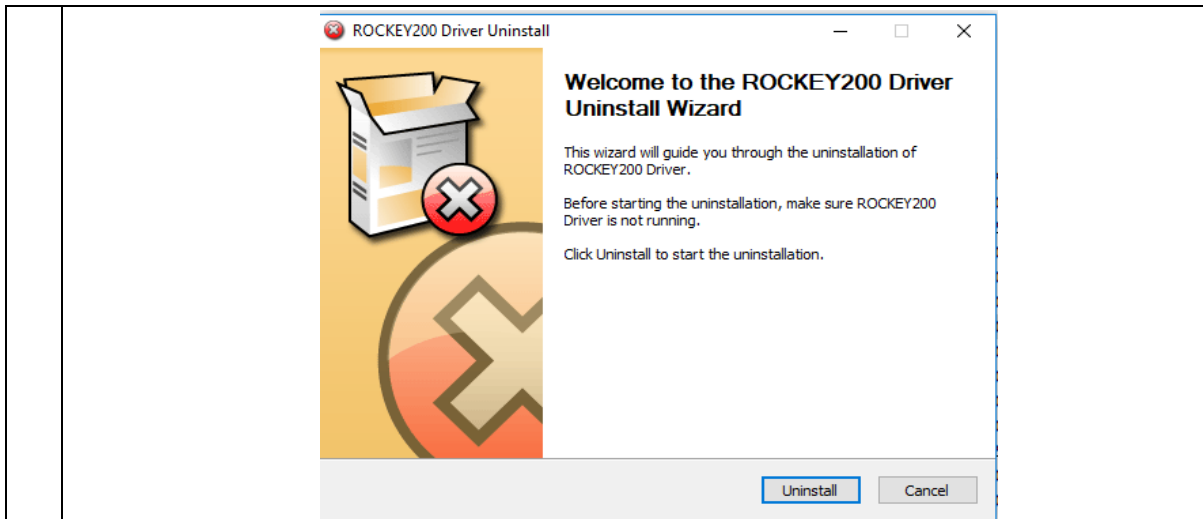 ROCKEY200 Driver Uninstall
Welcome to the ROCKEY200 Driver
Uninstall Wizard
This wizard will guide you through the uninstallation of
ROCKEY200 Driver.
Before starting the uninstallation, make sure ROCKEY200
Driver is not running.
Click Uninstall to start the uninstallation.
Uninstall Cancel